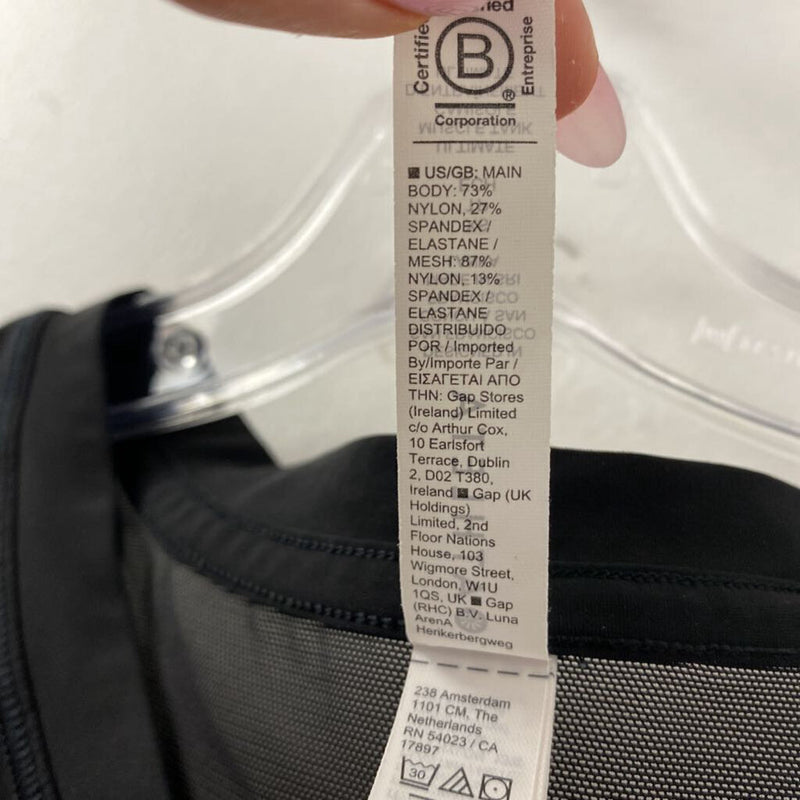 Certified
B
®
Corporation
Entreprise
US/GB: MAIN
BODY: 73%
NYLON, 27%
SPANDEX /
ELASTANE /
MESH: 87%
NYLON, 13%
SPANDEX /
ELASTANE
DISTRIBUIDO
POR / Imported
By/Importe Par /
ΕΙΣΑΓΕΤΑΙ ΑΠΟ
ΤΗΝ: Gap Stores
(Ireland) Limited
c/o Arthur Cox,
10 Earlsfort
Terrace, Dublin
2, D02 T380,
Ireland Gap (UK
Holdings)
Limited, 2nd
Floor Nations
House, 103
Wigmore Street,
London, W1U
1QS, UK Gap
(RHC) B.V. Luna
ArenA
Herikerbergweg
238 Amsterdam
1101 CM, The
Netherlands
RN 54023 / CA
17897
30